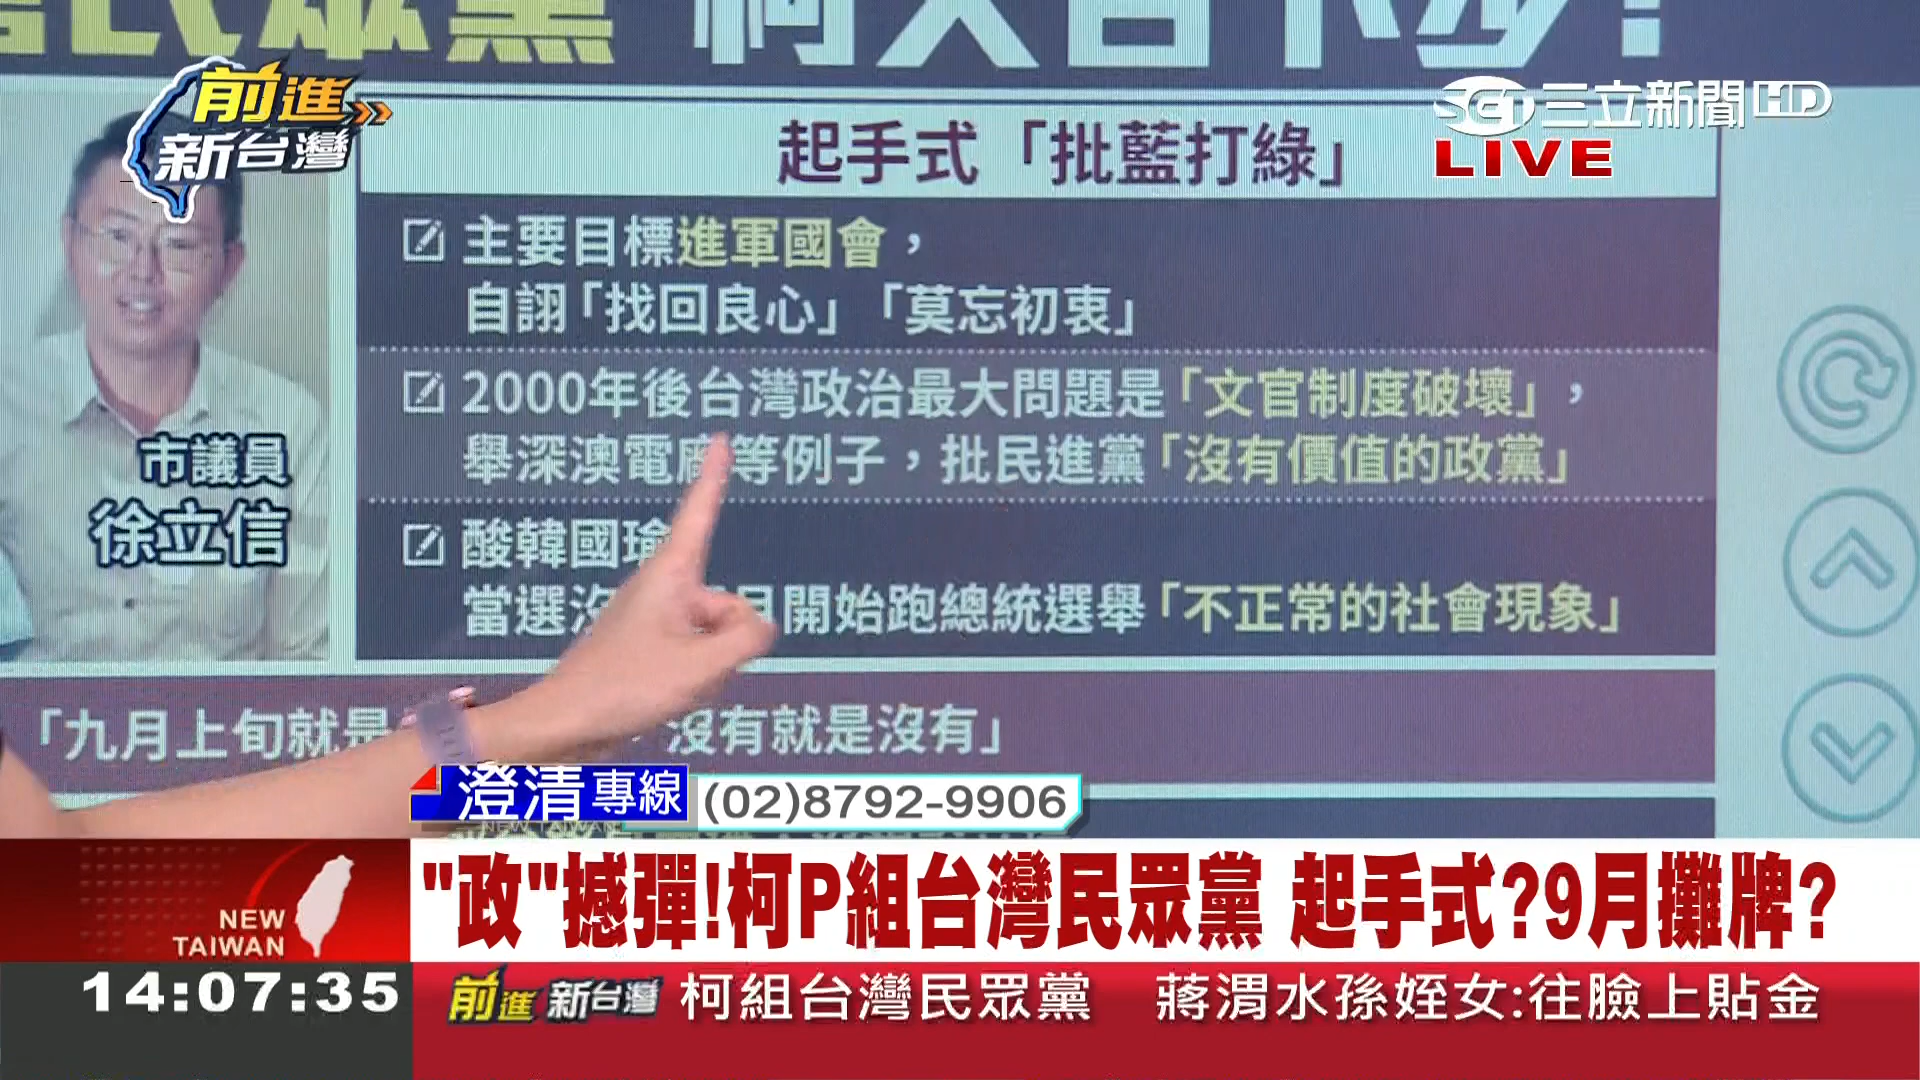 前進
新台灣
三立新聞HD
LIVE
起手式「批藍打綠」
主要目標進軍國會，
自詡「找回良心」「莫忘初衷」
2000年後台灣政治最大問題是「文官制度破壞」，
舉深澳電廠等例子，批民進黨「沒有價值的政黨」
酸韓國瑜
當選沒 月開始跑總統選舉「不正常的社會現象」
市議員
徐立信
「九月上旬就是
沒有就是沒有」
澄清專線 (02)8792-9906
NEW
TAIWAN
"政"撼彈!柯P組台灣民眾黨 起手式?9月攤牌?
14:07:35
前進新台灣 柯組台灣民眾黨 蔣渭水孫姪女:往臉上貼金